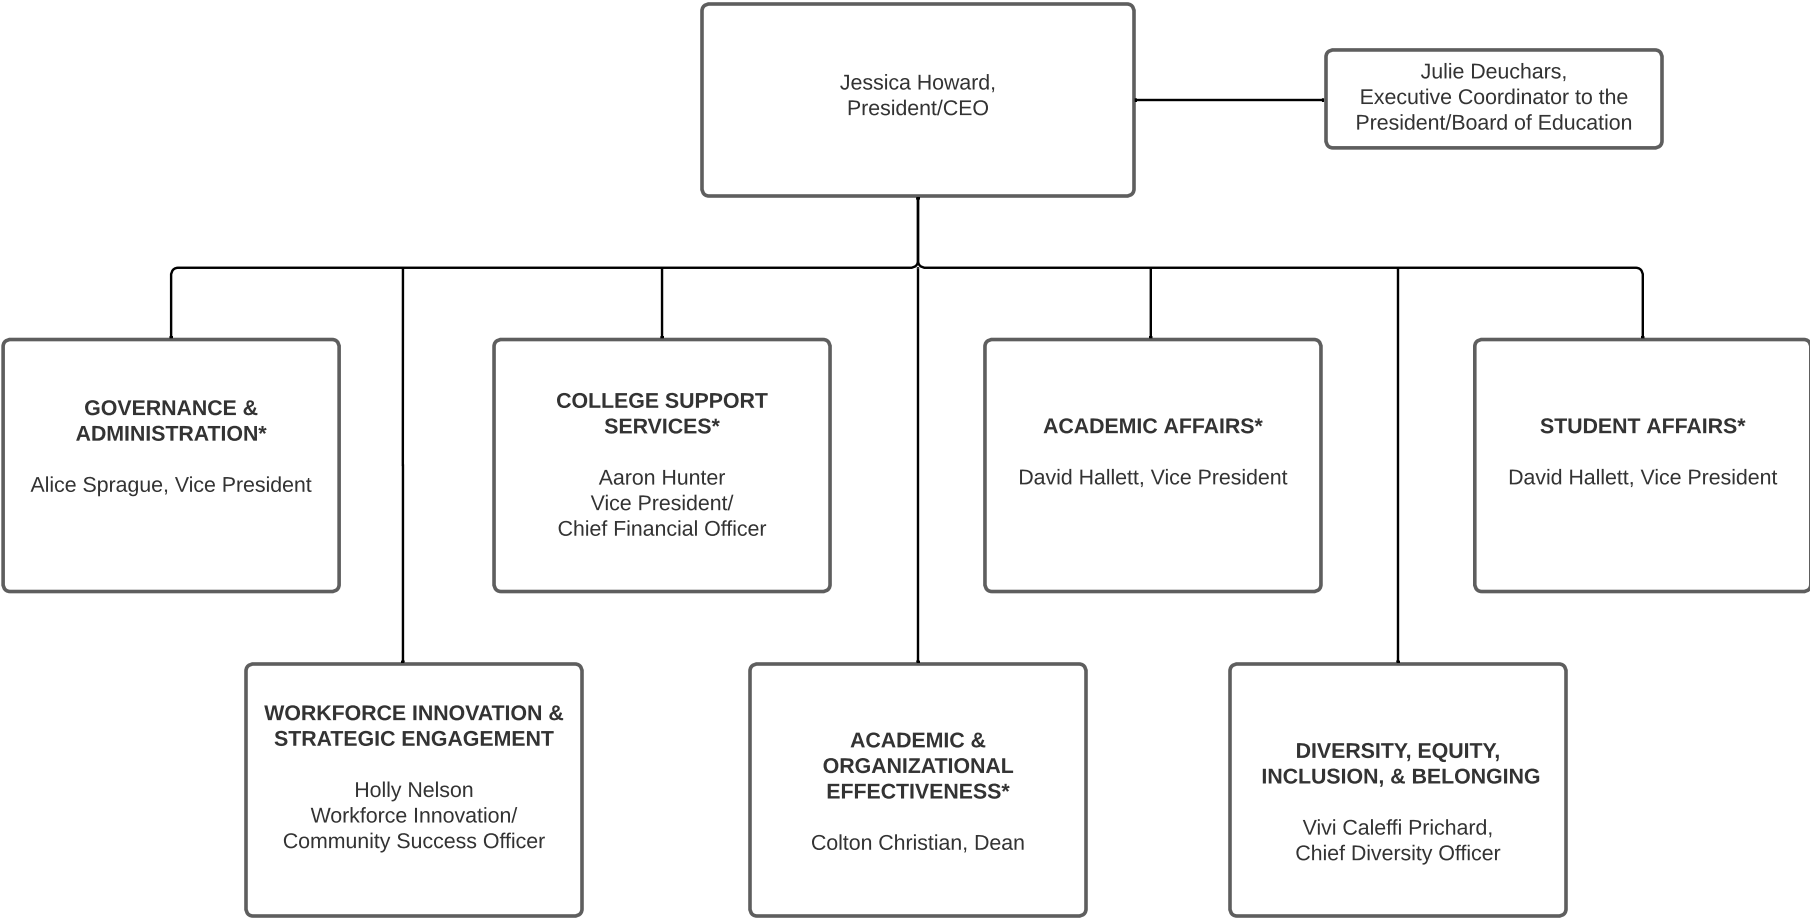 Jessica Howard,
President/CEO
Julie Deuchars,
Executive Coordinator to the
President/Board of Education
GOVERNANCE &
ADMINISTRATION*
Alice Sprague, Vice President
COLLEGE SUPPORT
SERVICES*
Aaron Hunter
Vice President/
Chief Financial Officer
ACADEMIC AFFAIRS*
David Hallett, Vice President
STUDENT AFFAIRS*
David Hallett, Vice President
WORKFORCE INNOVATION &
STRATEGIC ENGAGEMENT
Holly Nelson
Workforce Innovation/
Community Success Officer
ACADEMIC &
ORGANIZATIONAL
EFFECTIVENESS*
Colton Christian, Dean
DIVERSITY, EQUITY,
INCLUSION, & BELONGING
Vivi Caleffi Prichard,
Chief Diversity Officer